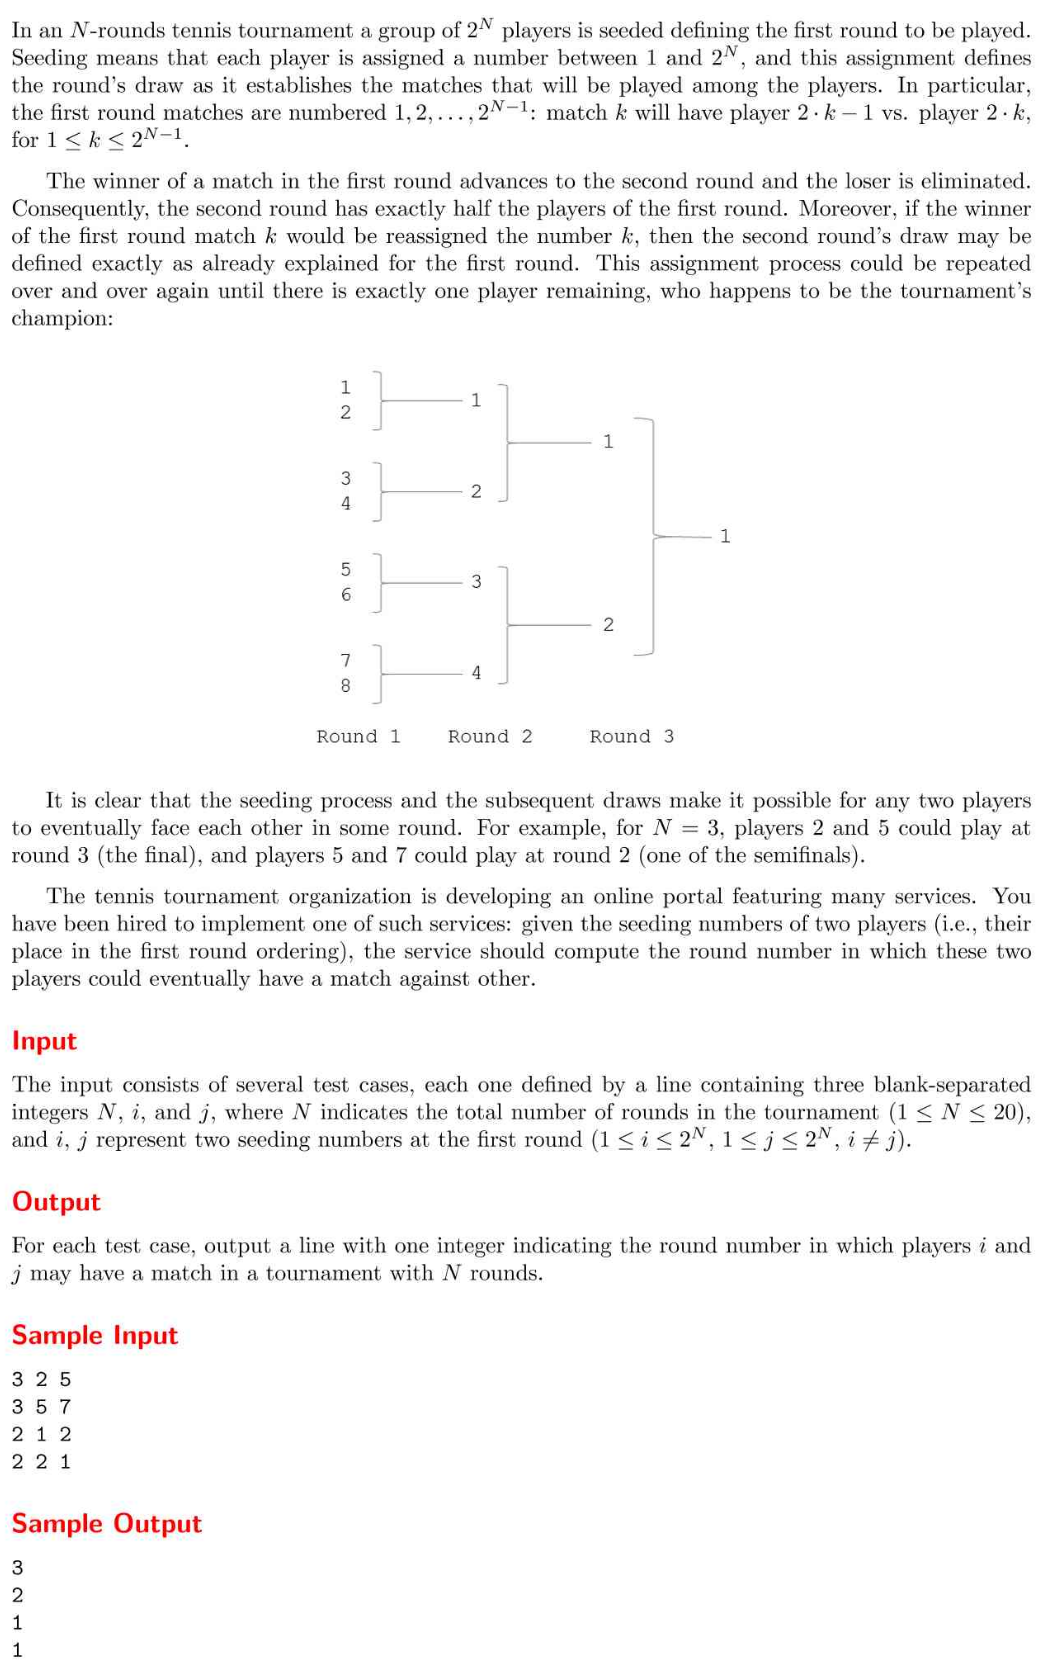 In an N-rounds tennis tournament a group of 2^N players is seeded defining the first round to be played.
Seeding means that each player is assigned a number between 1 and 2^N, and this assignment defines
the round's draw as it establishes the matches that will be played among the players. In particular,
the first round matches are numbered 1, 2, . . . , 2^{N−1}: match k will have player 2 · k − 1 vs. player 2 · k,
for 1 ≤ k ≤ 2^{N−1}.
The winner of a match in the first round advances to the second round and the loser is eliminated.
Consequently, the second round has exactly half the players of the first round. Moreover, if the winner
of the first round match k would be reassigned the number k, then the second round's draw may be
defined exactly as already explained for the first round. This assignment process could be repeated
over and over again until there is exactly one player remaining, who happens to be the tournament's
champion:
1
2
3
4
5
6
7
8
1
2
3
4
1
2
1
Round 1 Round 2 Round 3
It is clear that the seeding process and the subsequent draws make it possible for any two players
to eventually face each other in some round. For example, for N = 3, players 2 and 5 could play at
round 3 (the final), and players 5 and 7 could play at round 2 (one of the semifinals).
The tennis tournament organization is developing an online portal featuring many services. You
have been hired to implement one of such services: given the seeding numbers of two players (i.e., their
place in the first round ordering), the service should compute the round number in which these two
players could eventually have a match against other.
Input
The input consists of several test cases, each one defined by a line containing three blank-separated
integers N, i, and j, where N indicates the total number of rounds in the tournament (1 ≤ N ≤ 20),
and i, j represent two seeding numbers at the first round (1 ≤ i ≤ 2^N, 1 ≤ j ≤ 2^N, i ≠ j).
Output
For each test case, output a line with one integer indicating the round number in which players i and
j may have a match in a tournament with N rounds.
Sample Input
3 2 5
3 5 7
2 1 2
2 2 1
Sample Output
3
2
1
1